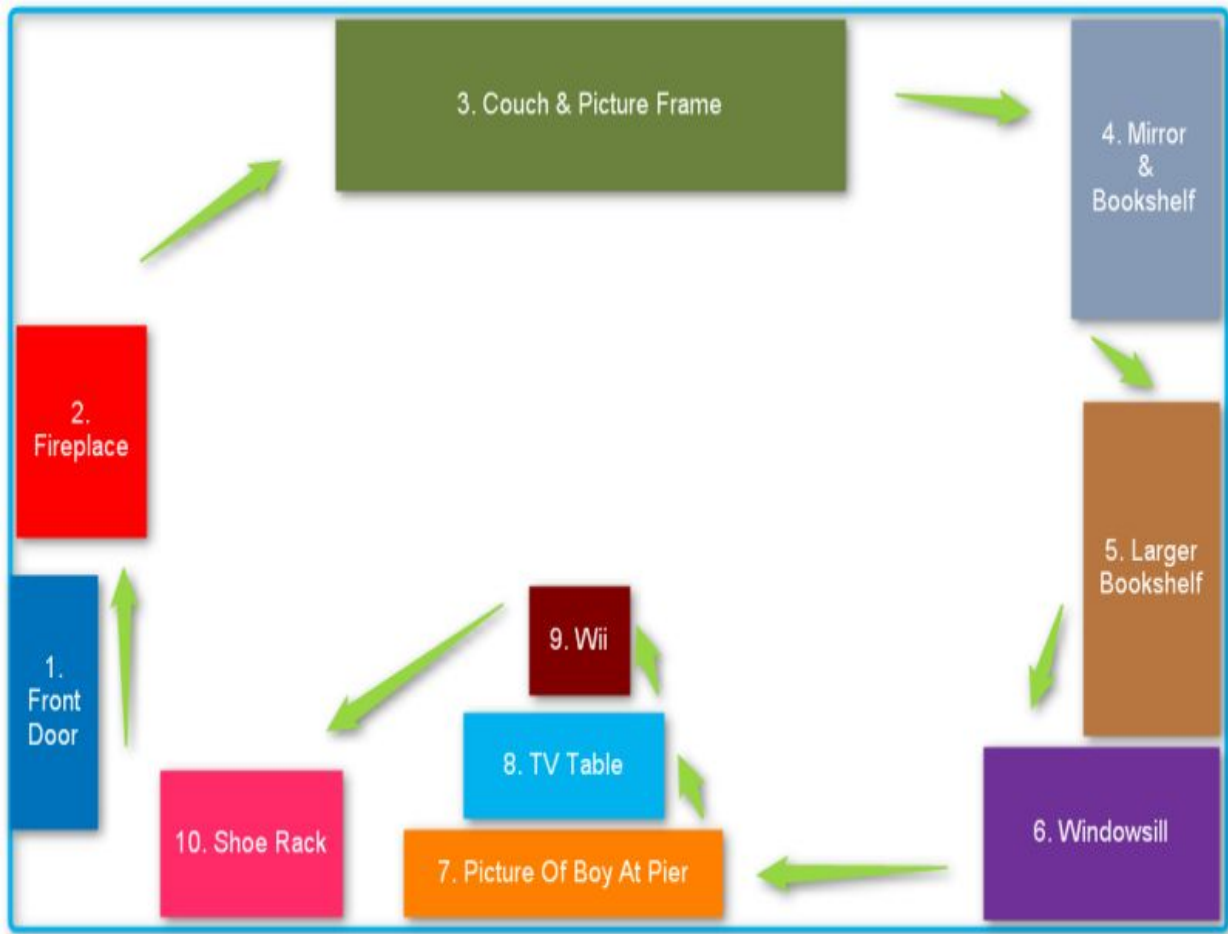 1.
Front
Door
2.
Fireplace
3. Couch & Picture Frame
4. Mirror
&
Bookshelf
5. Larger
Bookshelf
6. Windowsill
7. Picture Of Boy At Pier
8. TV Table
9. Wii
10. Shoe Rack